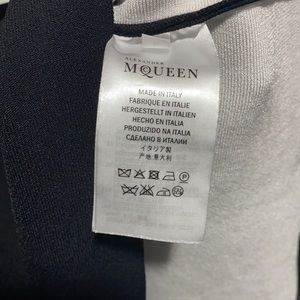 ALEXANDER
McQUEEN
MADE IN ITALY
FABRIQUE EN ITALIE
HERGESTELLT IN ITALIEN
HECHO EN ITALIA
PRODUZIDO NA ITALIA
СДЕЛАНО В ИТАЛИИ
イタリア製
产地:意大利